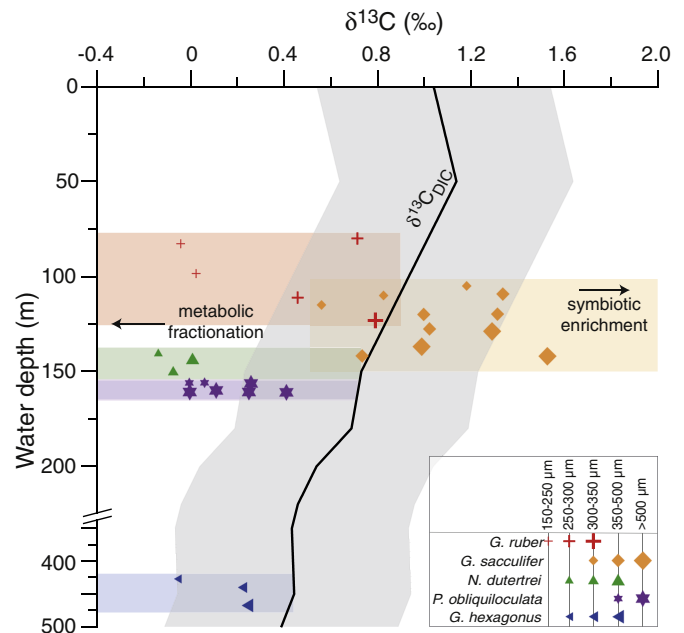 δ¹³C (‰)
-0.4 0 0.4 0.8 1.2 1.6 2.0
Water depth (m)
0
50
100
150
200
400
500
δ¹³C_DIC
metabolic
fractionation
symbiotic
enrichment
150-250 µm
250-300 µm
300-350 µm
350-500 µm
>500 µm
G. ruber
G. sacculifer
N. dutertrei
P. obliquiloculata
G. hexagonus